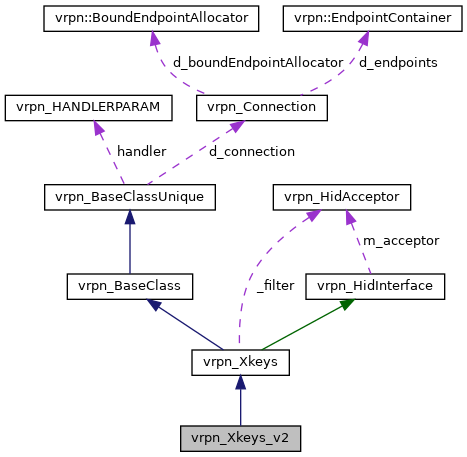 vrpn::BoundEndpointAllocator
vrpn::EndpointContainer
d_boundEndpointAllocator
d_endpoints
vrpn_HANDLERPARAM
vrpn_Connection
handler
d_connection
vrpn_BaseClassUnique
vrpn_HidAcceptor
m_acceptor
_filter
vrpn_BaseClass
vrpn_HidInterface
vrpn_Xkeys
vrpn_Xkeys_v2